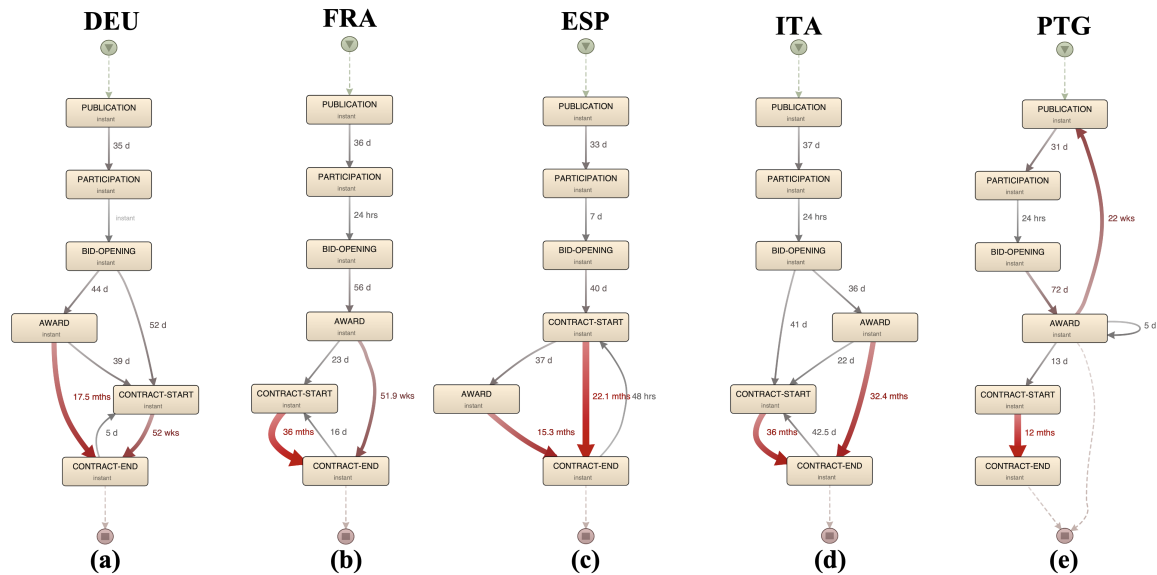 DEU
PUBLICATION
instant
35 d
PARTICIPATION
instant
instant
BID-OPENING
instant
44 d
52 d
AWARD
instant
39 d
17.5 mths
CONTRACT-START
instant
5 d
52 wks
CONTRACT-END
instant
(a)
FRA
PUBLICATION
instant
36 d
PARTICIPATION
instant
24 hrs
BID-OPENING
instant
56 d
AWARD
instant
23 d
51.9 wks
CONTRACT-START
instant
36 mths
16 d
CONTRACT-END
instant
(b)
ESP
PUBLICATION
instant
33 d
PARTICIPATION
instant
7 d
BID-OPENING
instant
40 d
CONTRACT-START
instant
37 d
22.1 mths
48 hrs
AWARD
instant
15.3 mths
CONTRACT-END
instant
(c)
ITA
PUBLICATION
instant
37 d
PARTICIPATION
instant
24 hrs
BID-OPENING
instant
36 d
41 d
AWARD
instant
22 d
32.4 mths
CONTRACT-START
instant
36 mths
42.5 d
CONTRACT-END
instant
(d)
PTG
PUBLICATION
instant
31 d
PARTICIPATION
instant
24 hrs
22 wks
BID-OPENING
instant
72 d
AWARD
instant
5 d
13 d
CONTRACT-START
instant
12 mths
CONTRACT-END
instant
(e)